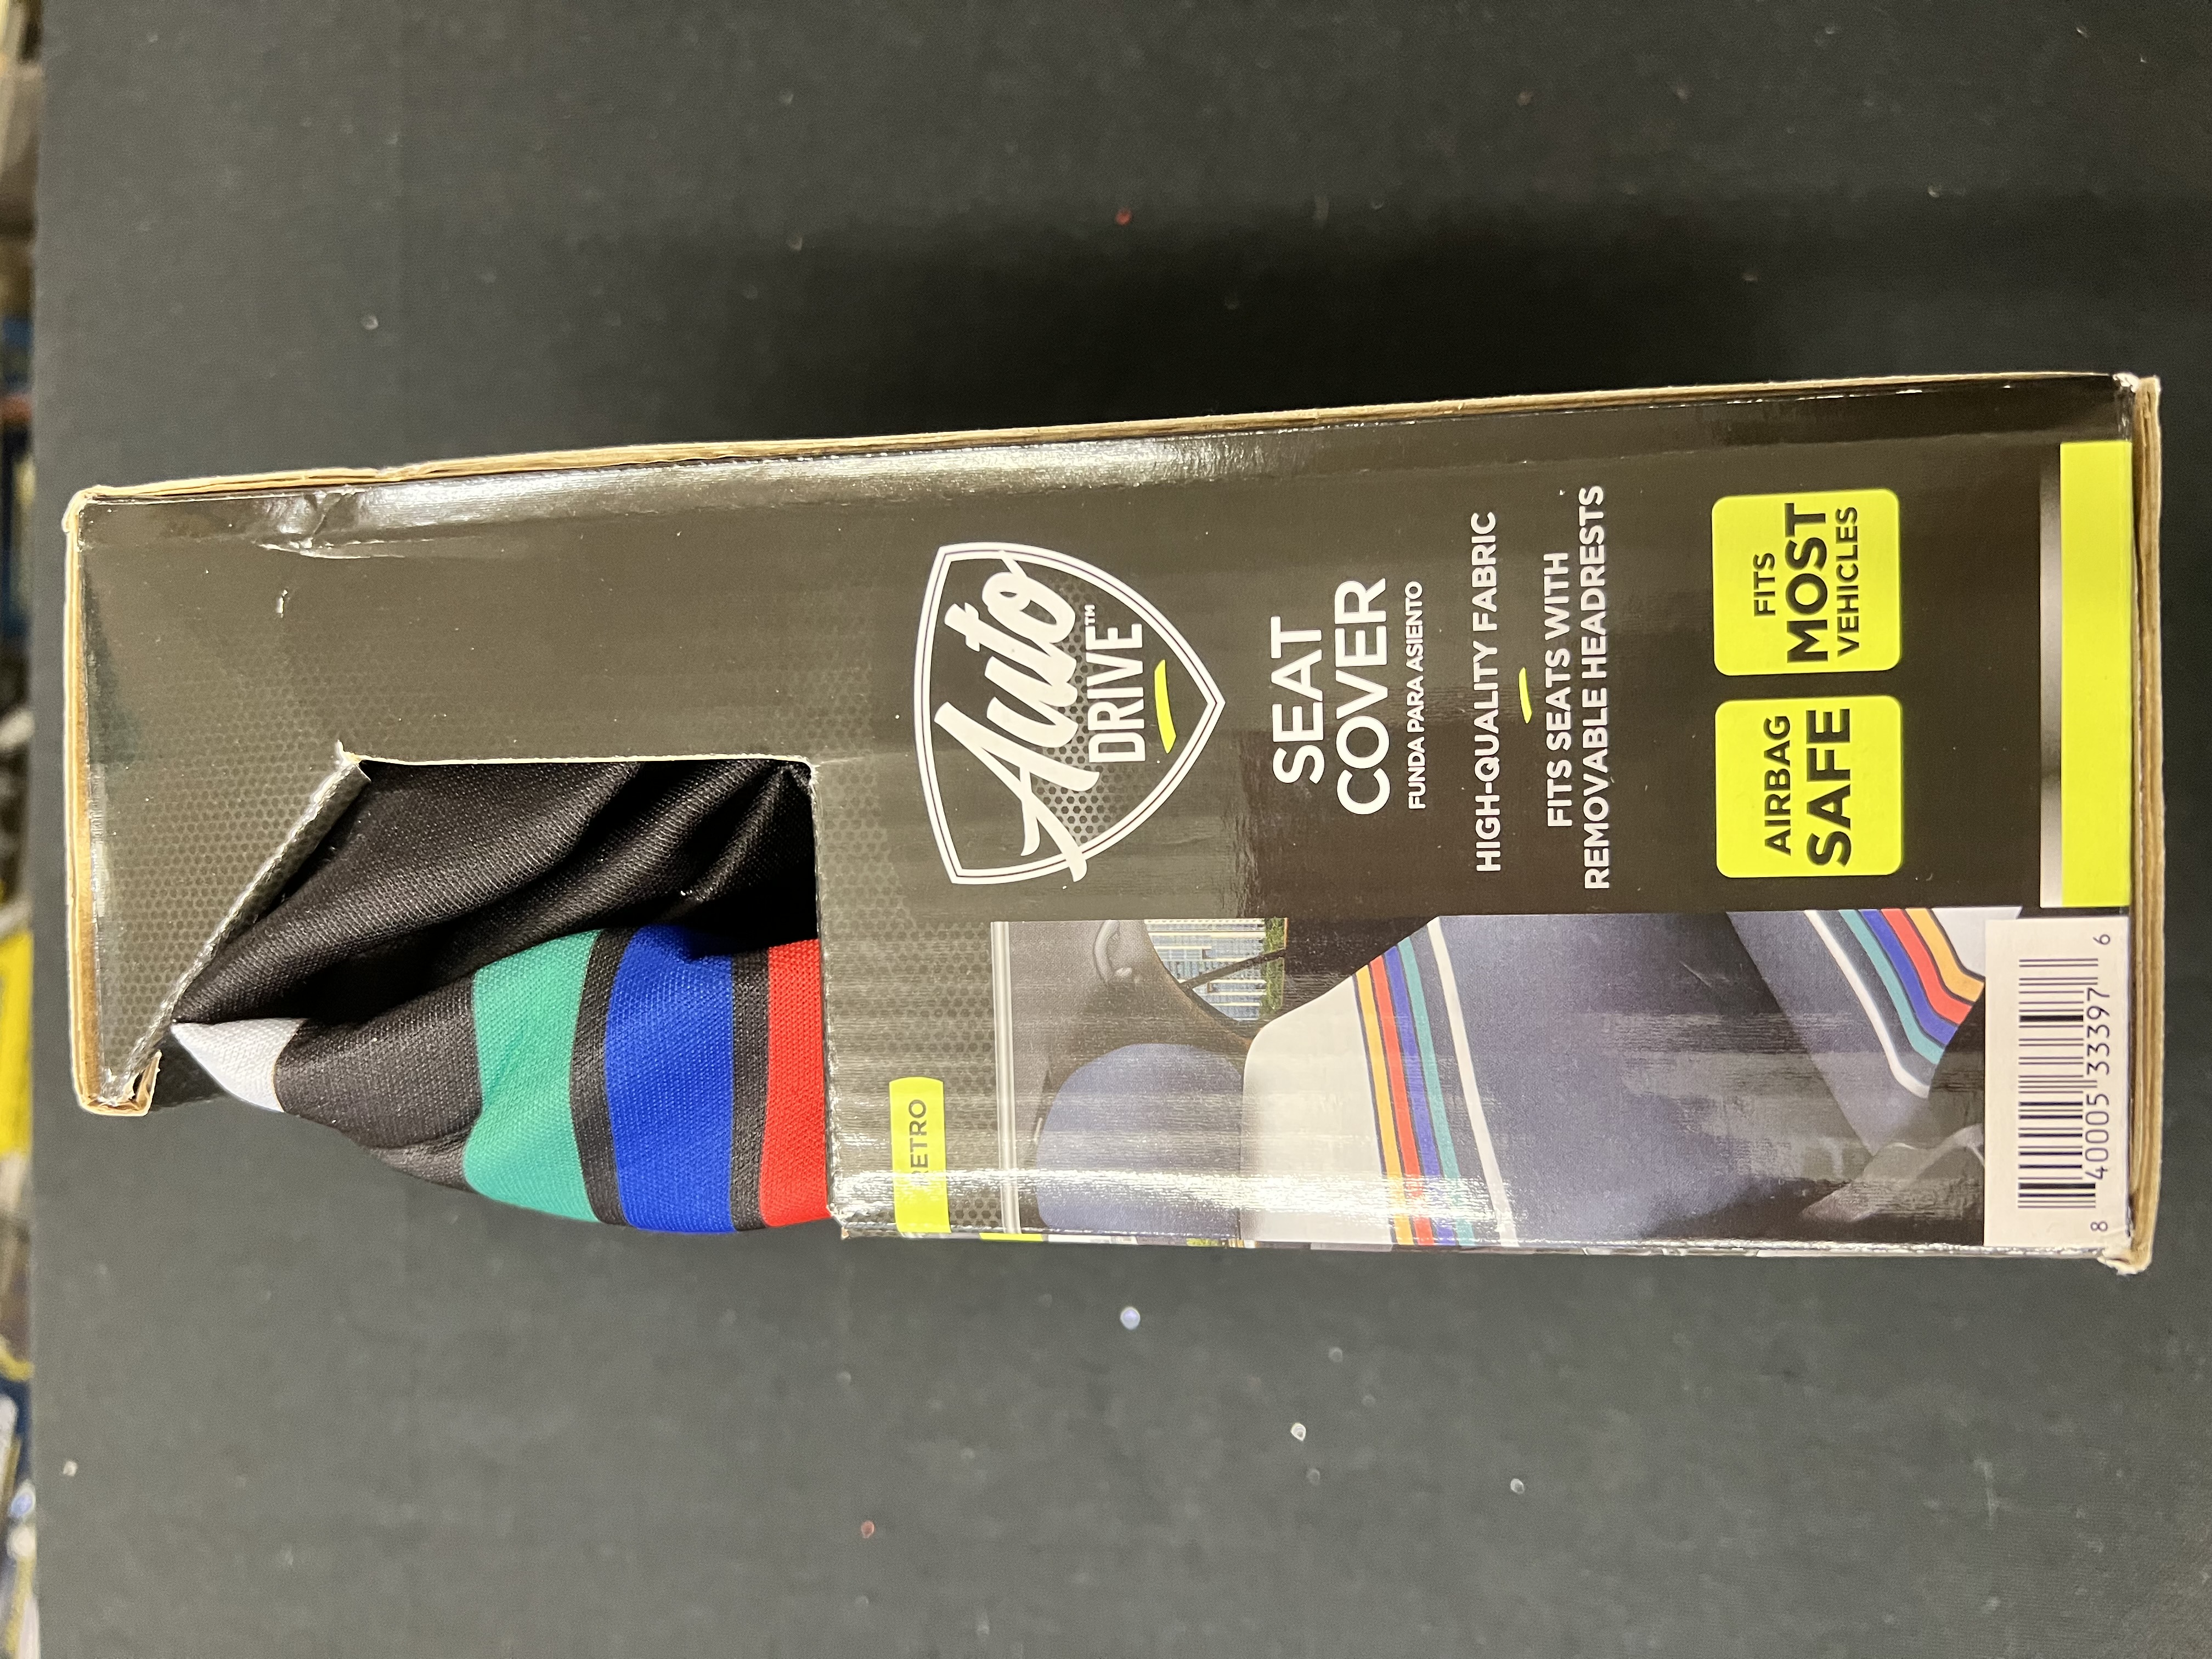 Auto
DRIVE™
SEAT
COVER
FUNDA PARA ASIENTO
HIGH-QUALITY FABRIC
FITS SEATS WITH
REMOVABLE HEADRESTS
AIRBAG
SAFE
FITS
MOST
VEHICLES
RETRO
8 40005 33397 6